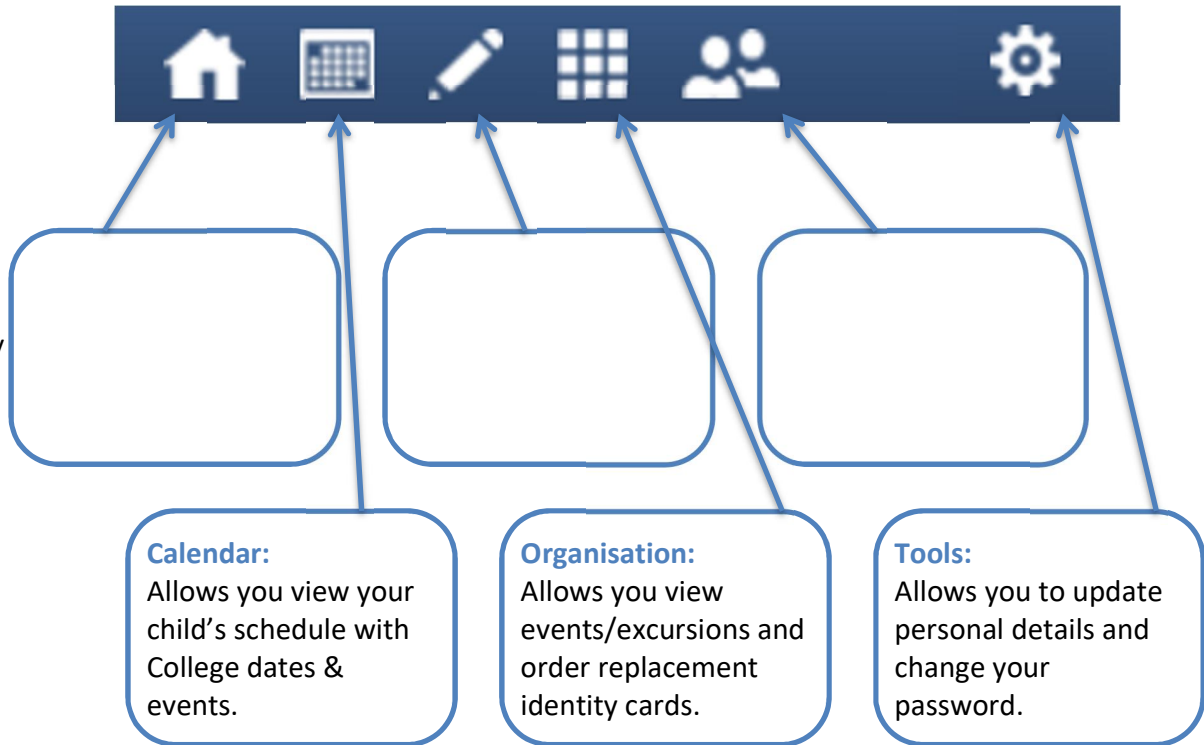 Calendar:
Allows you view your
child's schedule with
College dates &
events.
Organisation:
Allows you view
events/excursions and
order replacement
identity cards.
Tools:
Allows you to update
personal details and
change your
password.